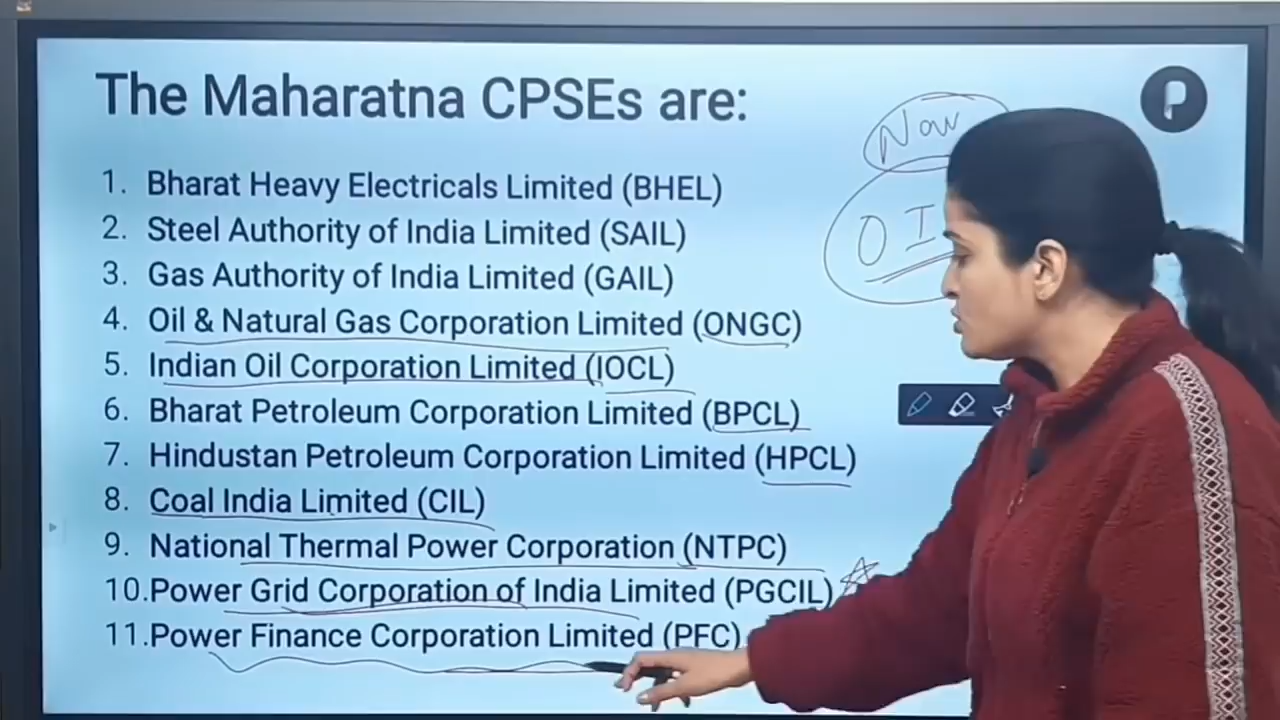 The Maharatna CPSEs are:
Now
O I
1. Bharat Heavy Electricals Limited (BHEL)
2. Steel Authority of India Limited (SAIL)
3. Gas Authority of India Limited (GAIL)
4. Oil & Natural Gas Corporation Limited (ONGC)
5. Indian Oil Corporation Limited (IOCL)
6. Bharat Petroleum Corporation Limited (BPCL)
7. Hindustan Petroleum Corporation Limited (HPCL)
8. Coal India Limited (CIL)
9. National Thermal Power Corporation (NTPC)
10.Power Grid Corporation of India Limited (PGCIL)
11.Power Finance Corporation Limited (PFC)